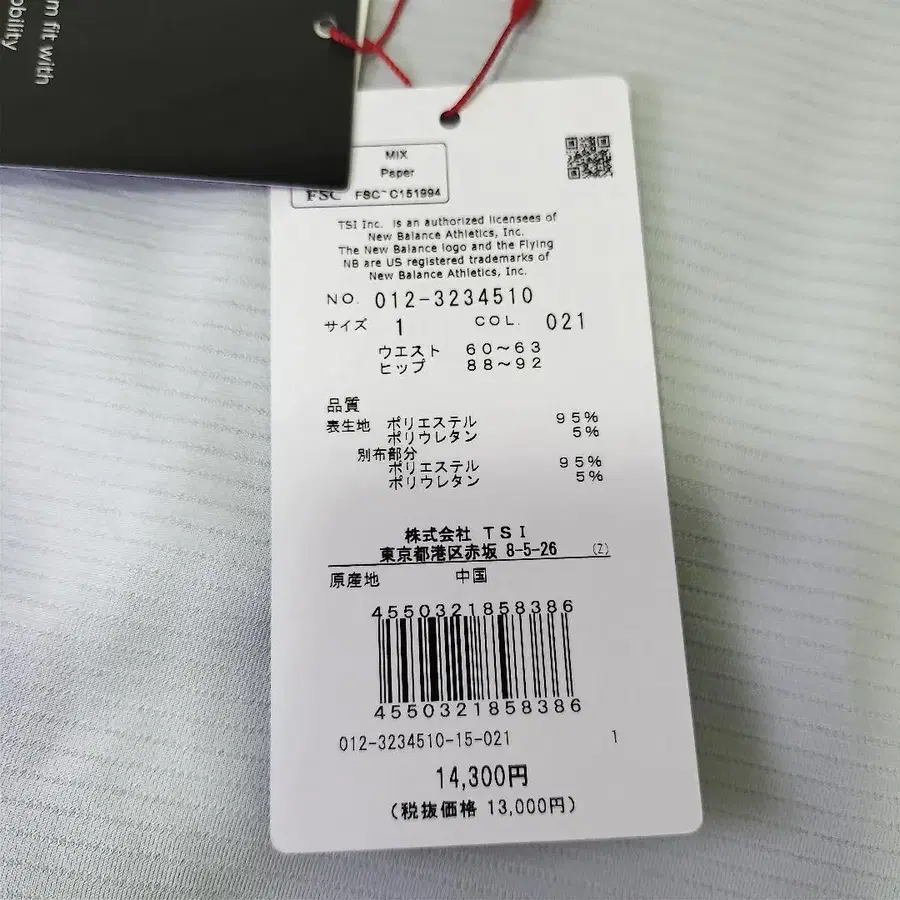 m fit with
obility
MIX
Paper
FSC FSC™ C151994
TSI Inc. is an authorized licensees of
New Balance Athletics, Inc.
The New Balance logo and the Flying
NB are US registered trademarks of
New Balance Athletics, Inc.
NO. 012-3234510
サイズ 1 COL. 021
ウエスト 60～63
ヒップ 88～92
品質
表生地 ポリエステル 95%
ポリウレタン 5%
別布部分
ポリエステル 95%
ポリウレタン 5%
株式会社 TSI
東京都港区赤坂 8-5-26 (Z)
原産地 中国
4550321858386
4550321858386
012-3234510-15-021 1
14,300円
(税抜価格 13,000円)